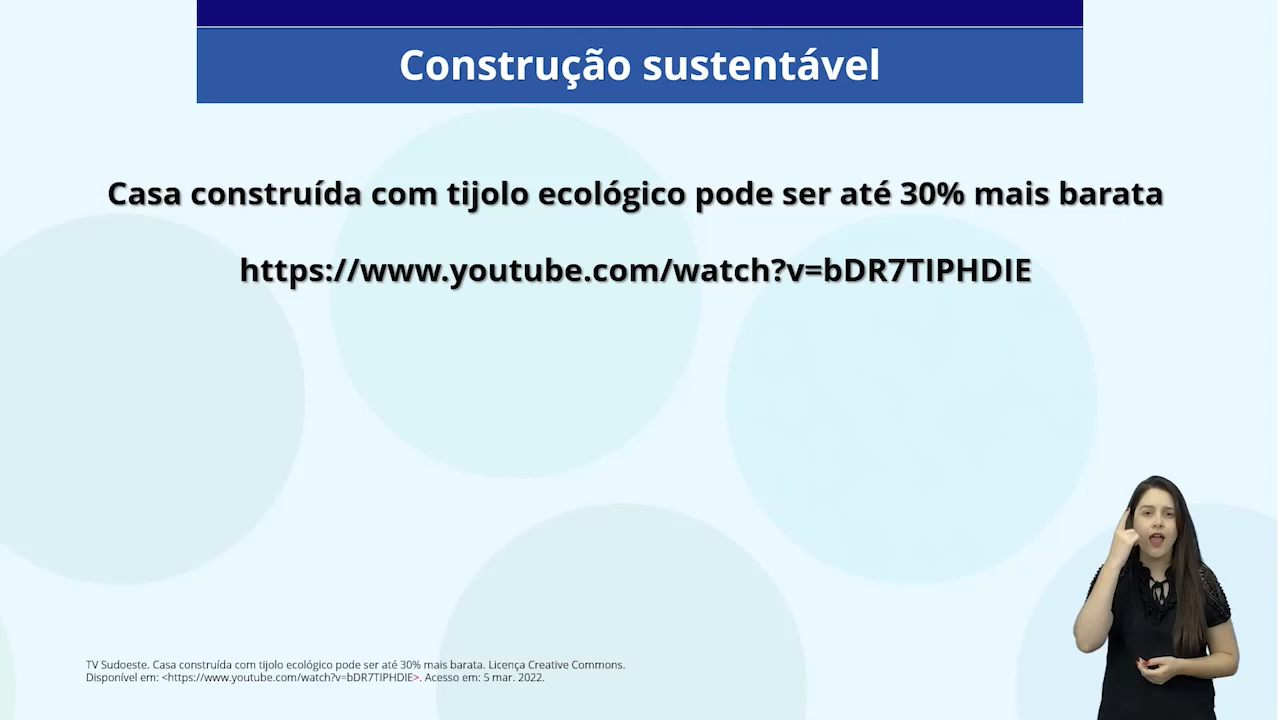 Construção sustentável
Casa construída com tijolo ecológico pode ser até 30% mais barata
https://www.youtube.com/watch?v=bDR7TIPHDIE
TV Sudoeste. Casa construída com tijolo ecológico pode ser até 30% mais barata. Licença Creative Commons.
Disponível em: <https://www.youtube.com/watch?v=bDR7TIPHDIE>. Acesso em: 5 mar. 2022.